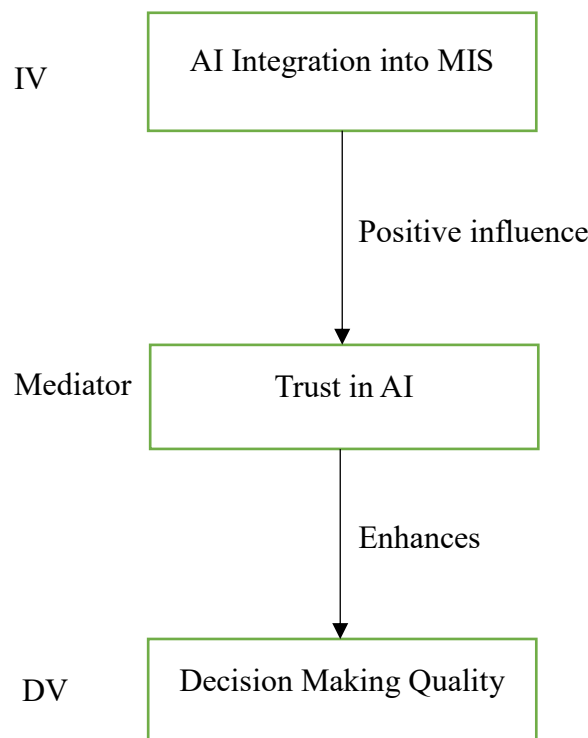 IV
AI Integration into MIS
Positive influence
Mediator
Trust in AI
Enhances
DV
Decision Making Quality